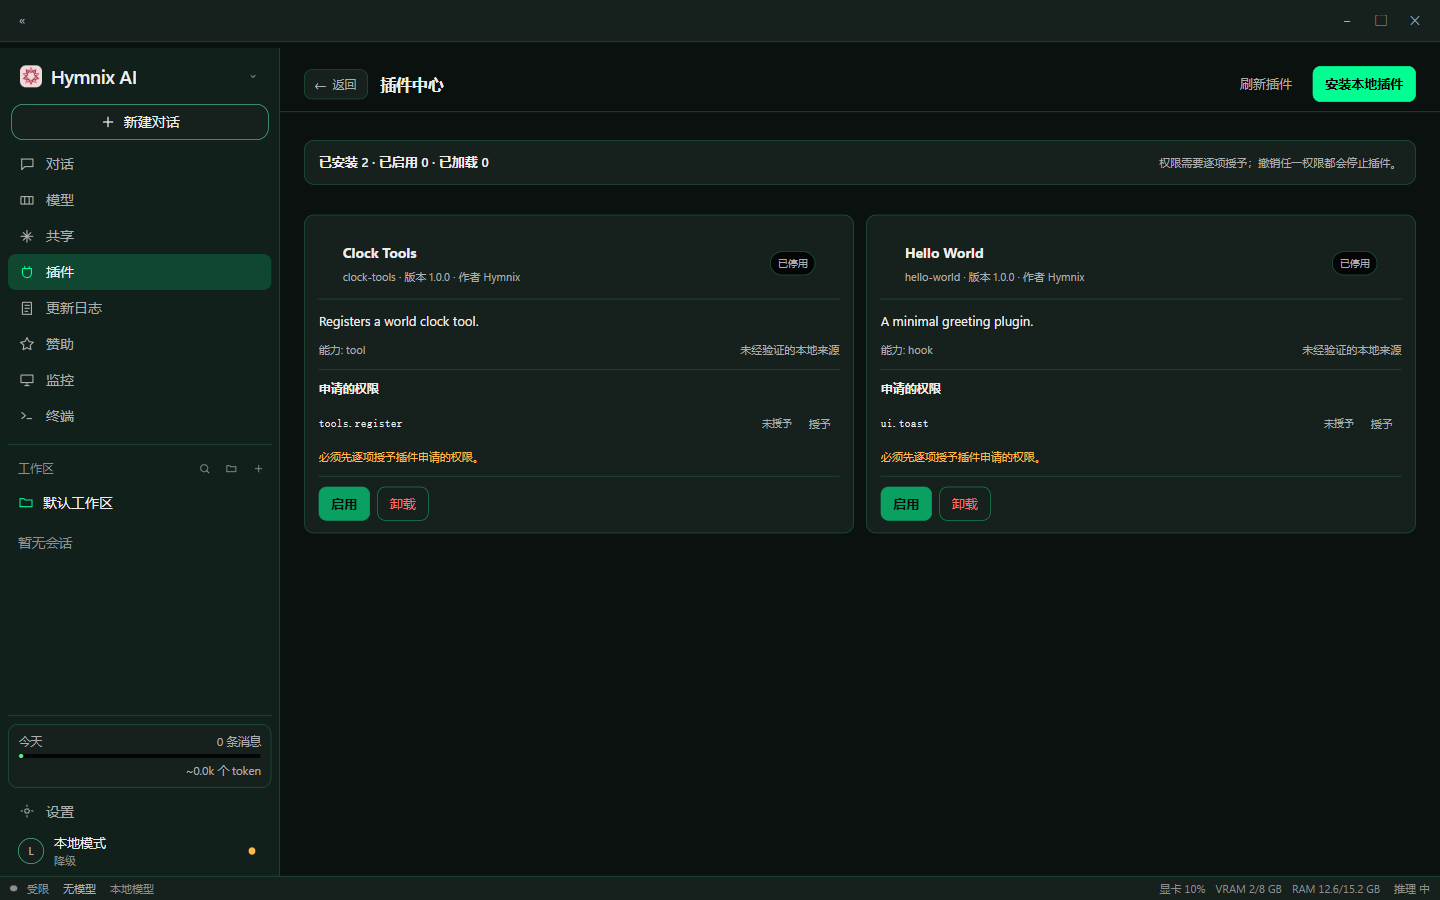 «
Hymnix AI
+ 新建对话
对话
模型
共享
插件
更新日志
赞助
监控
终端
工作区
默认工作区
暂无会话
今天 0 条消息
~0.0k 个 token
设置
L 本地模式
降级
← 返回 插件中心 刷新插件 安装本地插件
已安装 2 · 已启用 0 · 已加载 0 权限需要逐项授予；撤销任一权限都会停止插件。
Clock Tools
clock-tools · 版本 1.0.0 · 作者 Hymnix
已停用
Registers a world clock tool.
能力: tool 未经验证的本地来源
申请的权限
tools.register 未授予 授予
必须先逐项授予插件申请的权限。
启用 卸载
Hello World
hello-world · 版本 1.0.0 · 作者 Hymnix
已停用
A minimal greeting plugin.
能力: hook 未经验证的本地来源
申请的权限
ui.toast 未授予 授予
必须先逐项授予插件申请的权限。
启用 卸载
受限 无模型 本地模型 显卡 10% VRAM 2/8 GB RAM 12.6/15.2 GB 推理 中